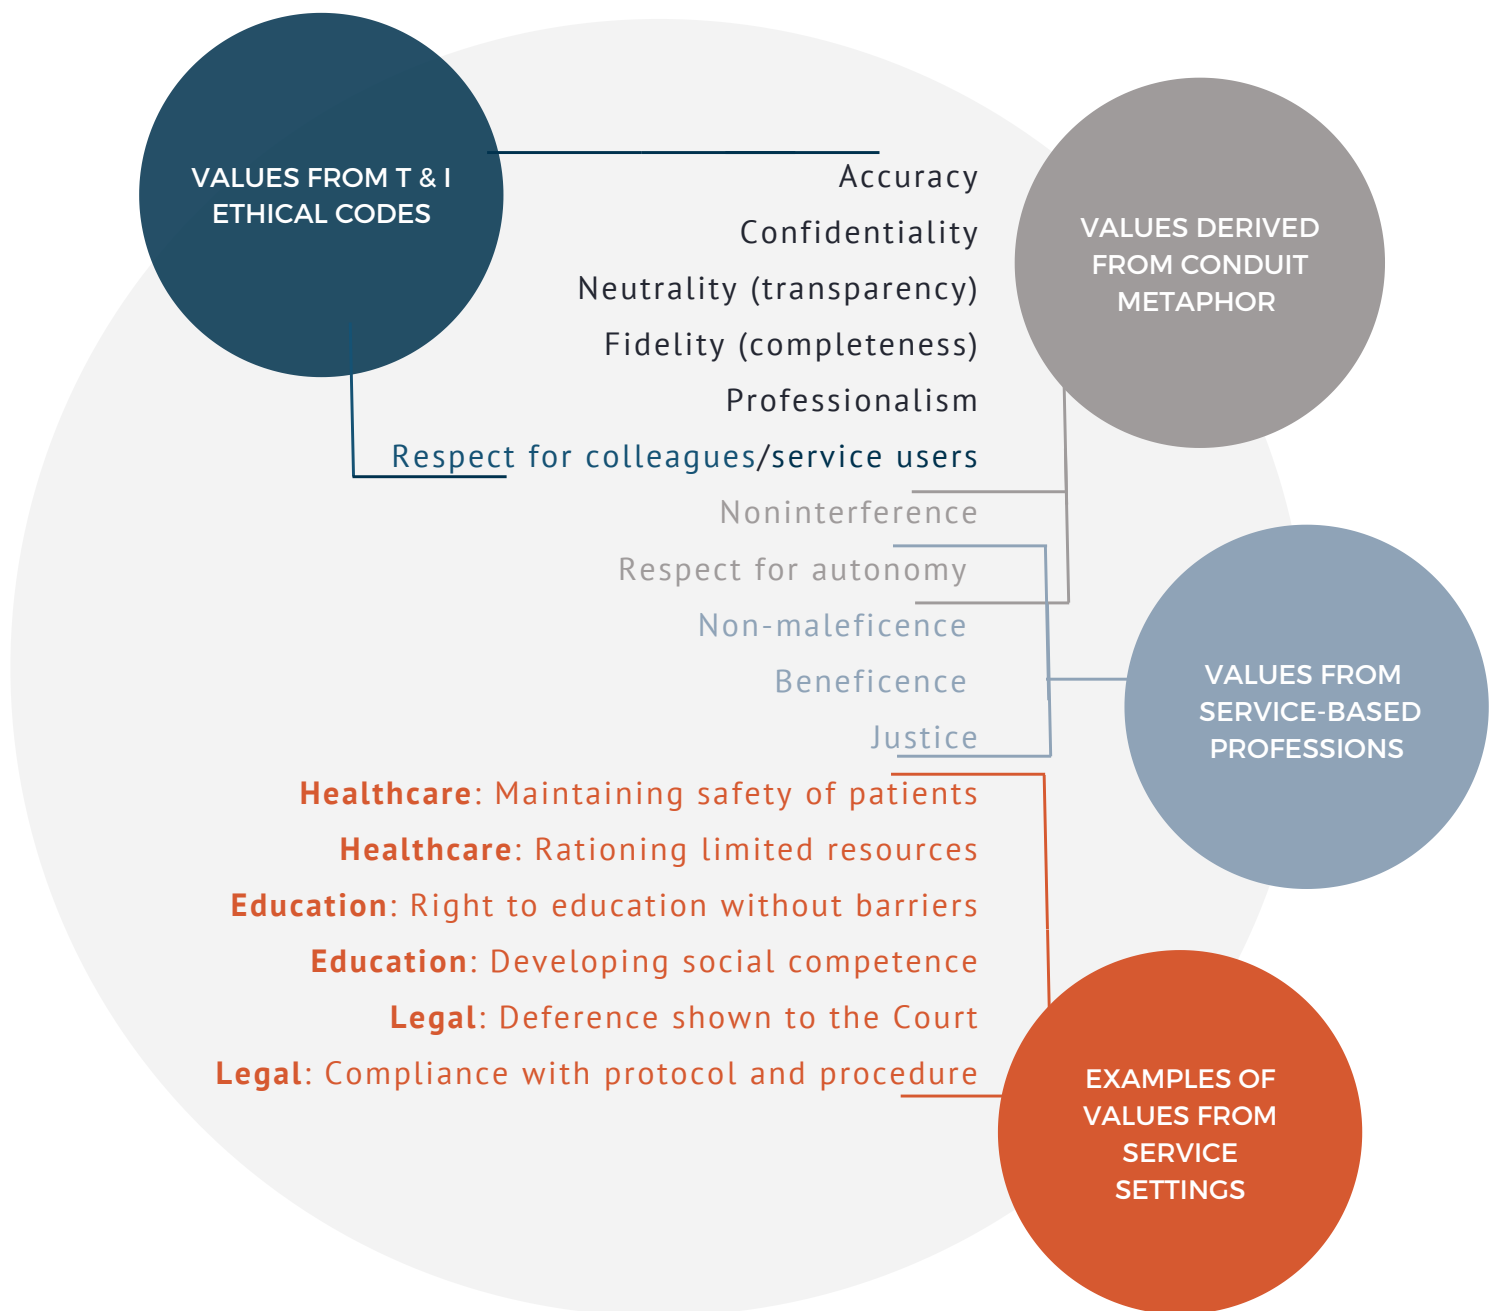 VALUES FROM T & I
ETHICAL CODES
Accuracy
Confidentiality
Neutrality (transparency)
Fidelity (completeness)
Professionalism
Respect for colleagues/service users
VALUES DERIVED
FROM CONDUIT
METAPHOR
Noninterference
Respect for autonomy
Non-maleficence
Beneficence
Justice
VALUES FROM
SERVICE-BASED
PROFESSIONS
Healthcare: Maintaining safety of patients
Healthcare: Rationing limited resources
Education: Right to education without barriers
Education: Developing social competence
Legal: Deference shown to the Court
Legal: Compliance with protocol and procedure
EXAMPLES OF
VALUES FROM
SERVICE
SETTINGS